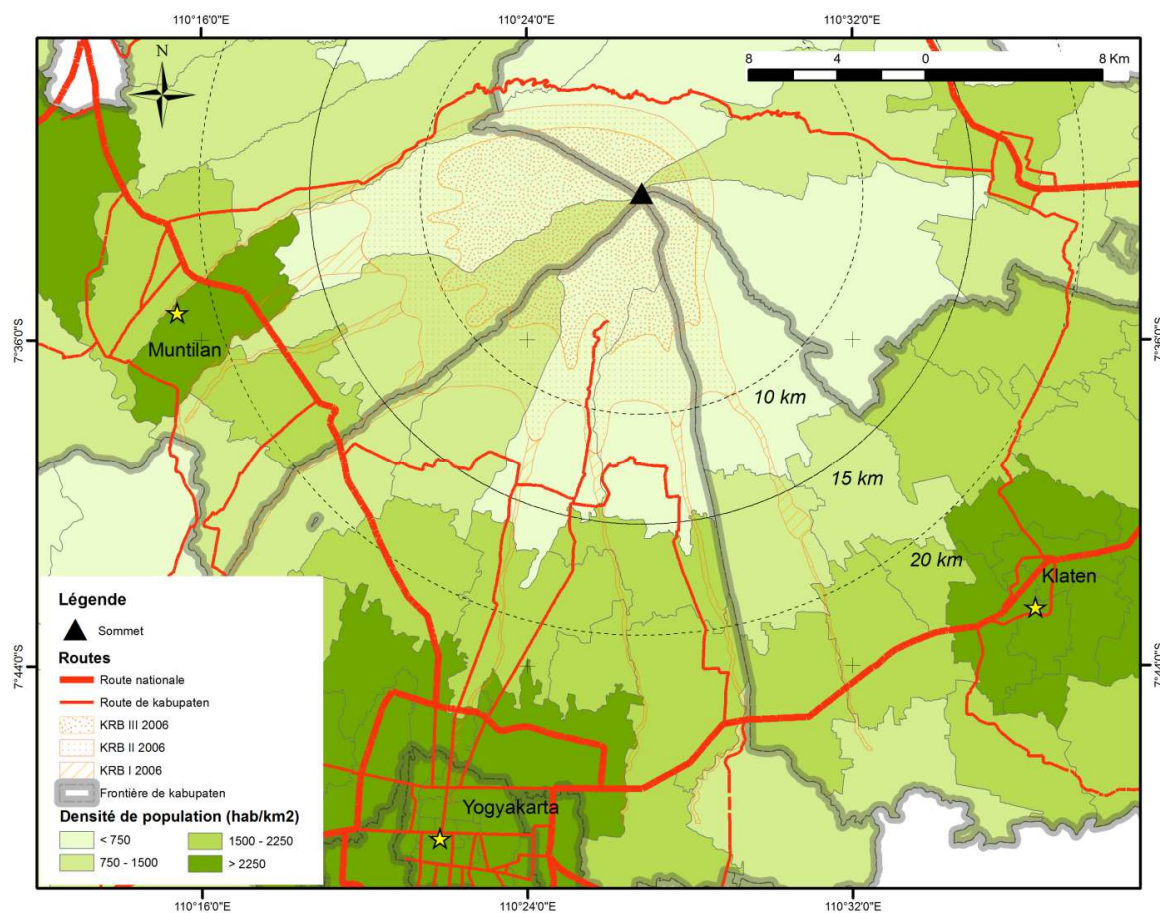 110°16'0"E 110°24'0"E 110°32'0"E
N
8 4 0 8 Km
7°36'0"S
7°36'0"S
Muntilan
10 km
15 km
20 km
Klaten
7°44'0"S
7°44'0"S
Yogyakarta
Légende
Sommet
Routes
Route nationale
Route de kabupaten
KRB III 2006
KRB II 2006
KRB I 2006
Frontière de kabupaten
Densité de population (hab/km2)
< 750 1500 - 2250
750 - 1500 > 2250
110°16'0"E 110°24'0"E 110°32'0"E